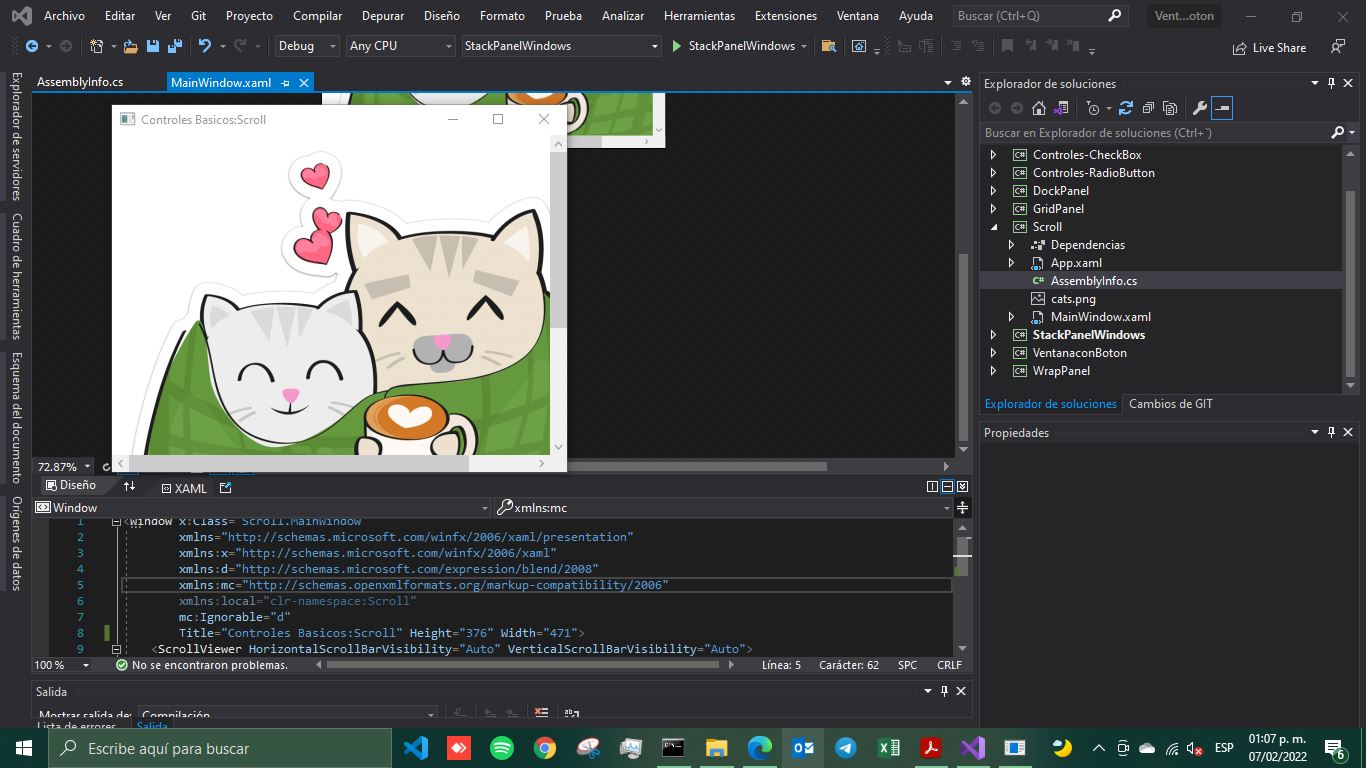 Archivo Editar Ver Git Proyecto Compilar Depurar Diseño Formato Prueba Analizar Herramientas Extensiones Ventana Ayuda Buscar (Ctrl+Q) Vent...oton
Debug Any CPU StackPanelWindows StackPanelWindows Live Share
AssemblyInfo.cs MainWindow.xaml
Explorador de servidores
Cuadro de herramientas
Esquema del documento
Orígenes de datos
Controles Basicos:Scroll
72.87%
Diseño XAML
Window xmlns:mc
1 <Window x:Class="Scroll.MainWindow"
2 xmlns="http://schemas.microsoft.com/winfx/2006/xaml/presentation"
3 xmlns:x="http://schemas.microsoft.com/winfx/2006/xaml"
4 xmlns:d="http://schemas.microsoft.com/expression/blend/2008"
5 xmlns:mc="http://schemas.openxmlformats.org/markup-compatibility/2006"
6 xmlns:local="clr-namespace:Scroll"
7 mc:Ignorable="d"
8 Title="Controles Basicos:Scroll" Height="376" Width="471">
9 <ScrollViewer HorizontalScrollBarVisibility="Auto" VerticalScrollBarVisibility="Auto">
100 % No se encontraron problemas. Línea: 5 Carácter: 62 SPC CRLF
Salida
Mostrar salida de: Compilación
Lista de errores Salida
Explorador de soluciones
Buscar en Explorador de soluciones (Ctrl+`)
Controles-CheckBox
Controles-RadioButton
DockPanel
GridPanel
Scroll
Dependencias
App.xaml
AssemblyInfo.cs
cats.png
MainWindow.xaml
StackPanelWindows
VentanaconBoton
WrapPanel
Explorador de soluciones Cambios de GIT
Propiedades
Escribe aquí para buscar
ESP
01:07 p. m.
07/02/2022
6